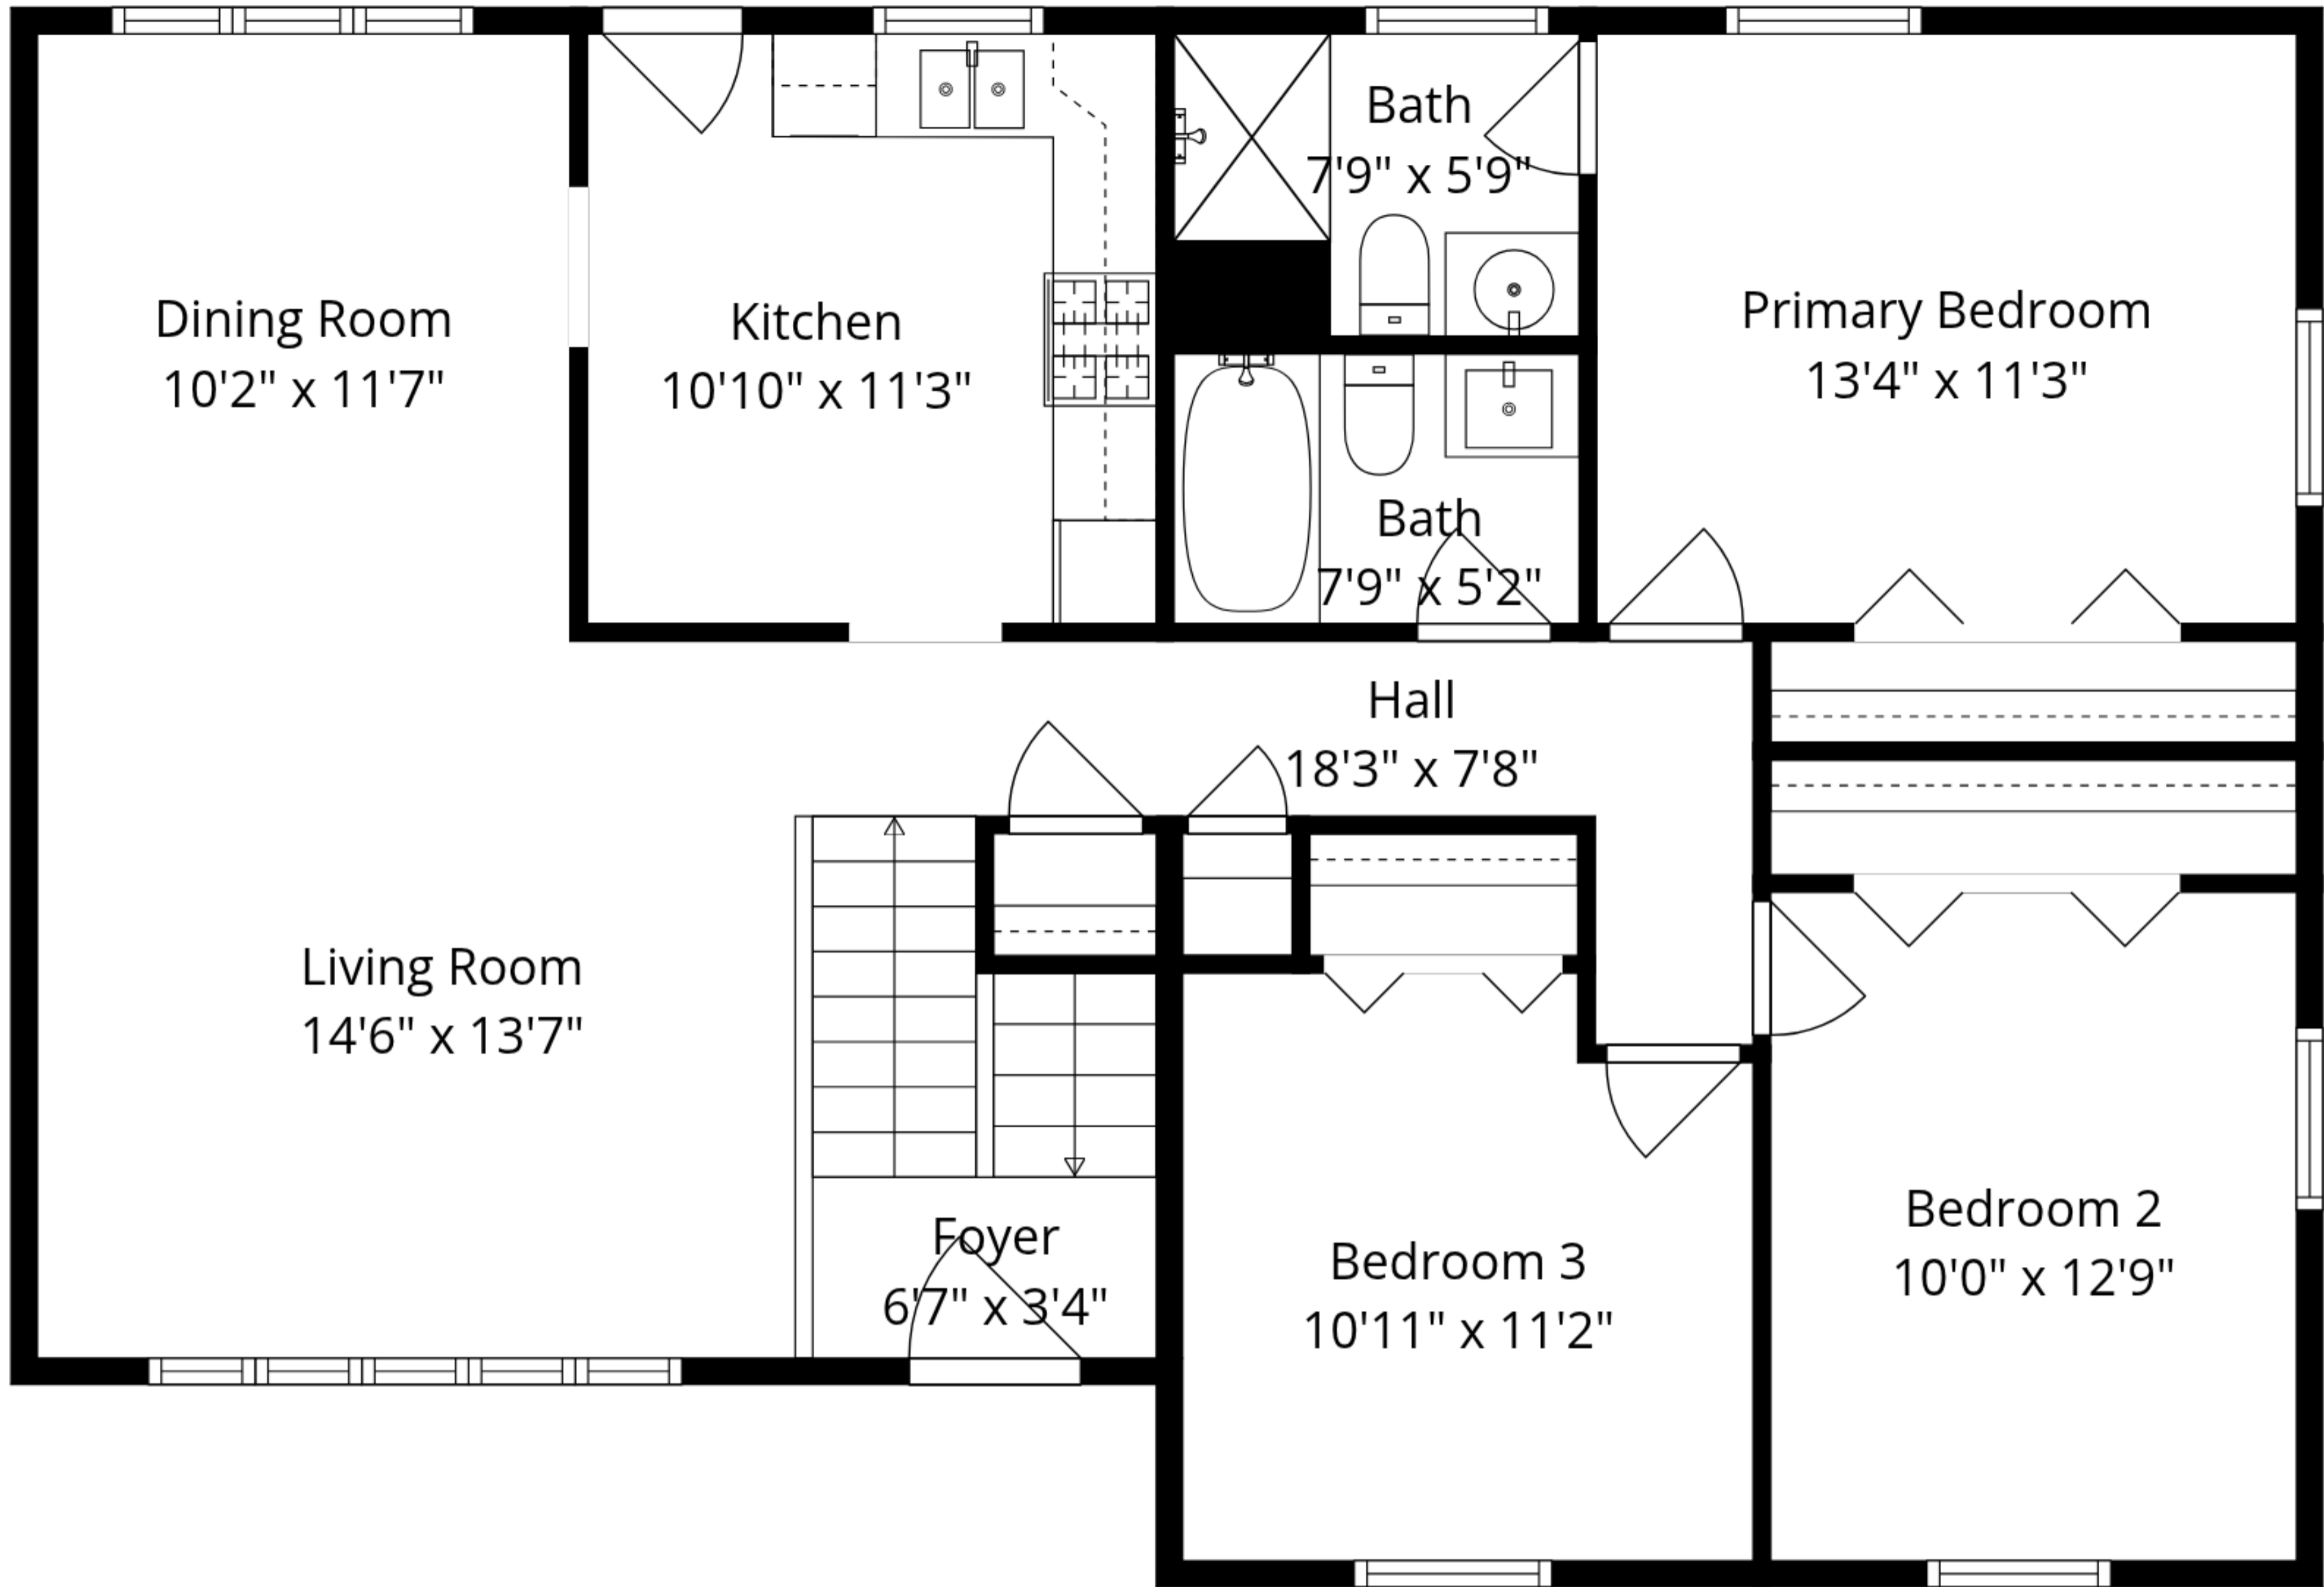 Bath
7'9" x 5'9"
Dining Room
10'2" x 11'7"
Kitchen
10'10" x 11'3"
Primary Bedroom
13'4" x 11'3"
Bath
7'9" x 5'2"
Hall
18'3" x 7'8"
Living Room
14'6" x 13'7"
Foyer
6'7" x 3'4"
Bedroom 3
10'11" x 11'2"
Bedroom 2
10'0" x 12'9"